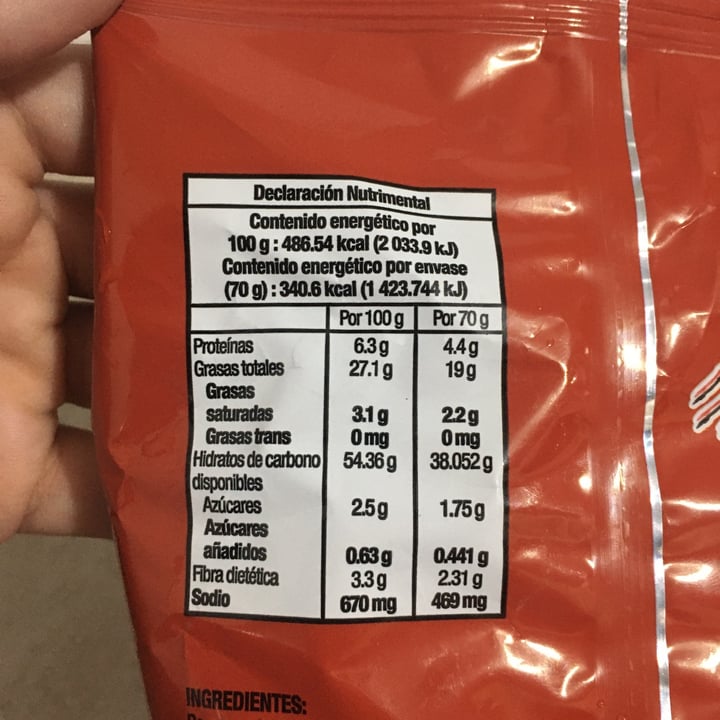 Declaración Nutrimental
Contenido energético por
100 g : 486.54 kcal (2 033.9 kJ)
Contenido energético por envase
(70 g) : 340.6 kcal (1 423.744 kJ)
Por 100 g Por 70 g
Proteínas 6.3 g 4.4 g
Grasas totales 27.1 g 19 g
Grasas
saturadas 3.1 g 2.2 g
Grasas trans 0 mg 0 mg
Hidratos de carbono 54.36 g 38.052 g
disponibles
Azúcares 2.5 g 1.75 g
Azúcares
añadidos 0.63 g 0.441 g
Fibra dietética 3.3 g 2.31 g
Sodio 670 mg 469 mg
INGREDIENTES: